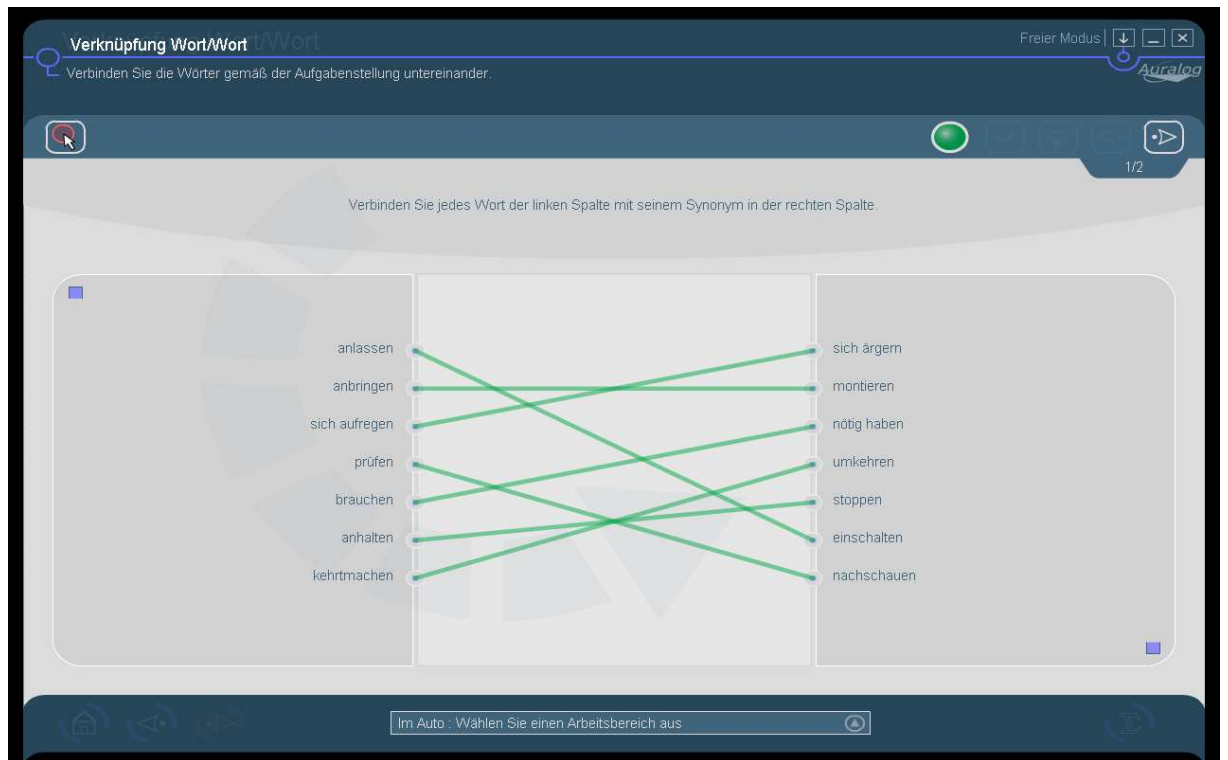 Verknüpfung Wort/Wort
Freier Modus
Verbinden Sie die Wörter gemäß der Aufgabenstellung untereinander.
Auralog
1/2
Verbinden Sie jedes Wort der linken Spalte mit seinem Synonym in der rechten Spalte.
anlassen sich ärgern
anbringen montieren
sich aufregen nötig haben
prüfen umkehren
brauchen stoppen
anhalten einschalten
kehrtmachen nachschauen
Im Auto : Wählen Sie einen Arbeitsbereich aus